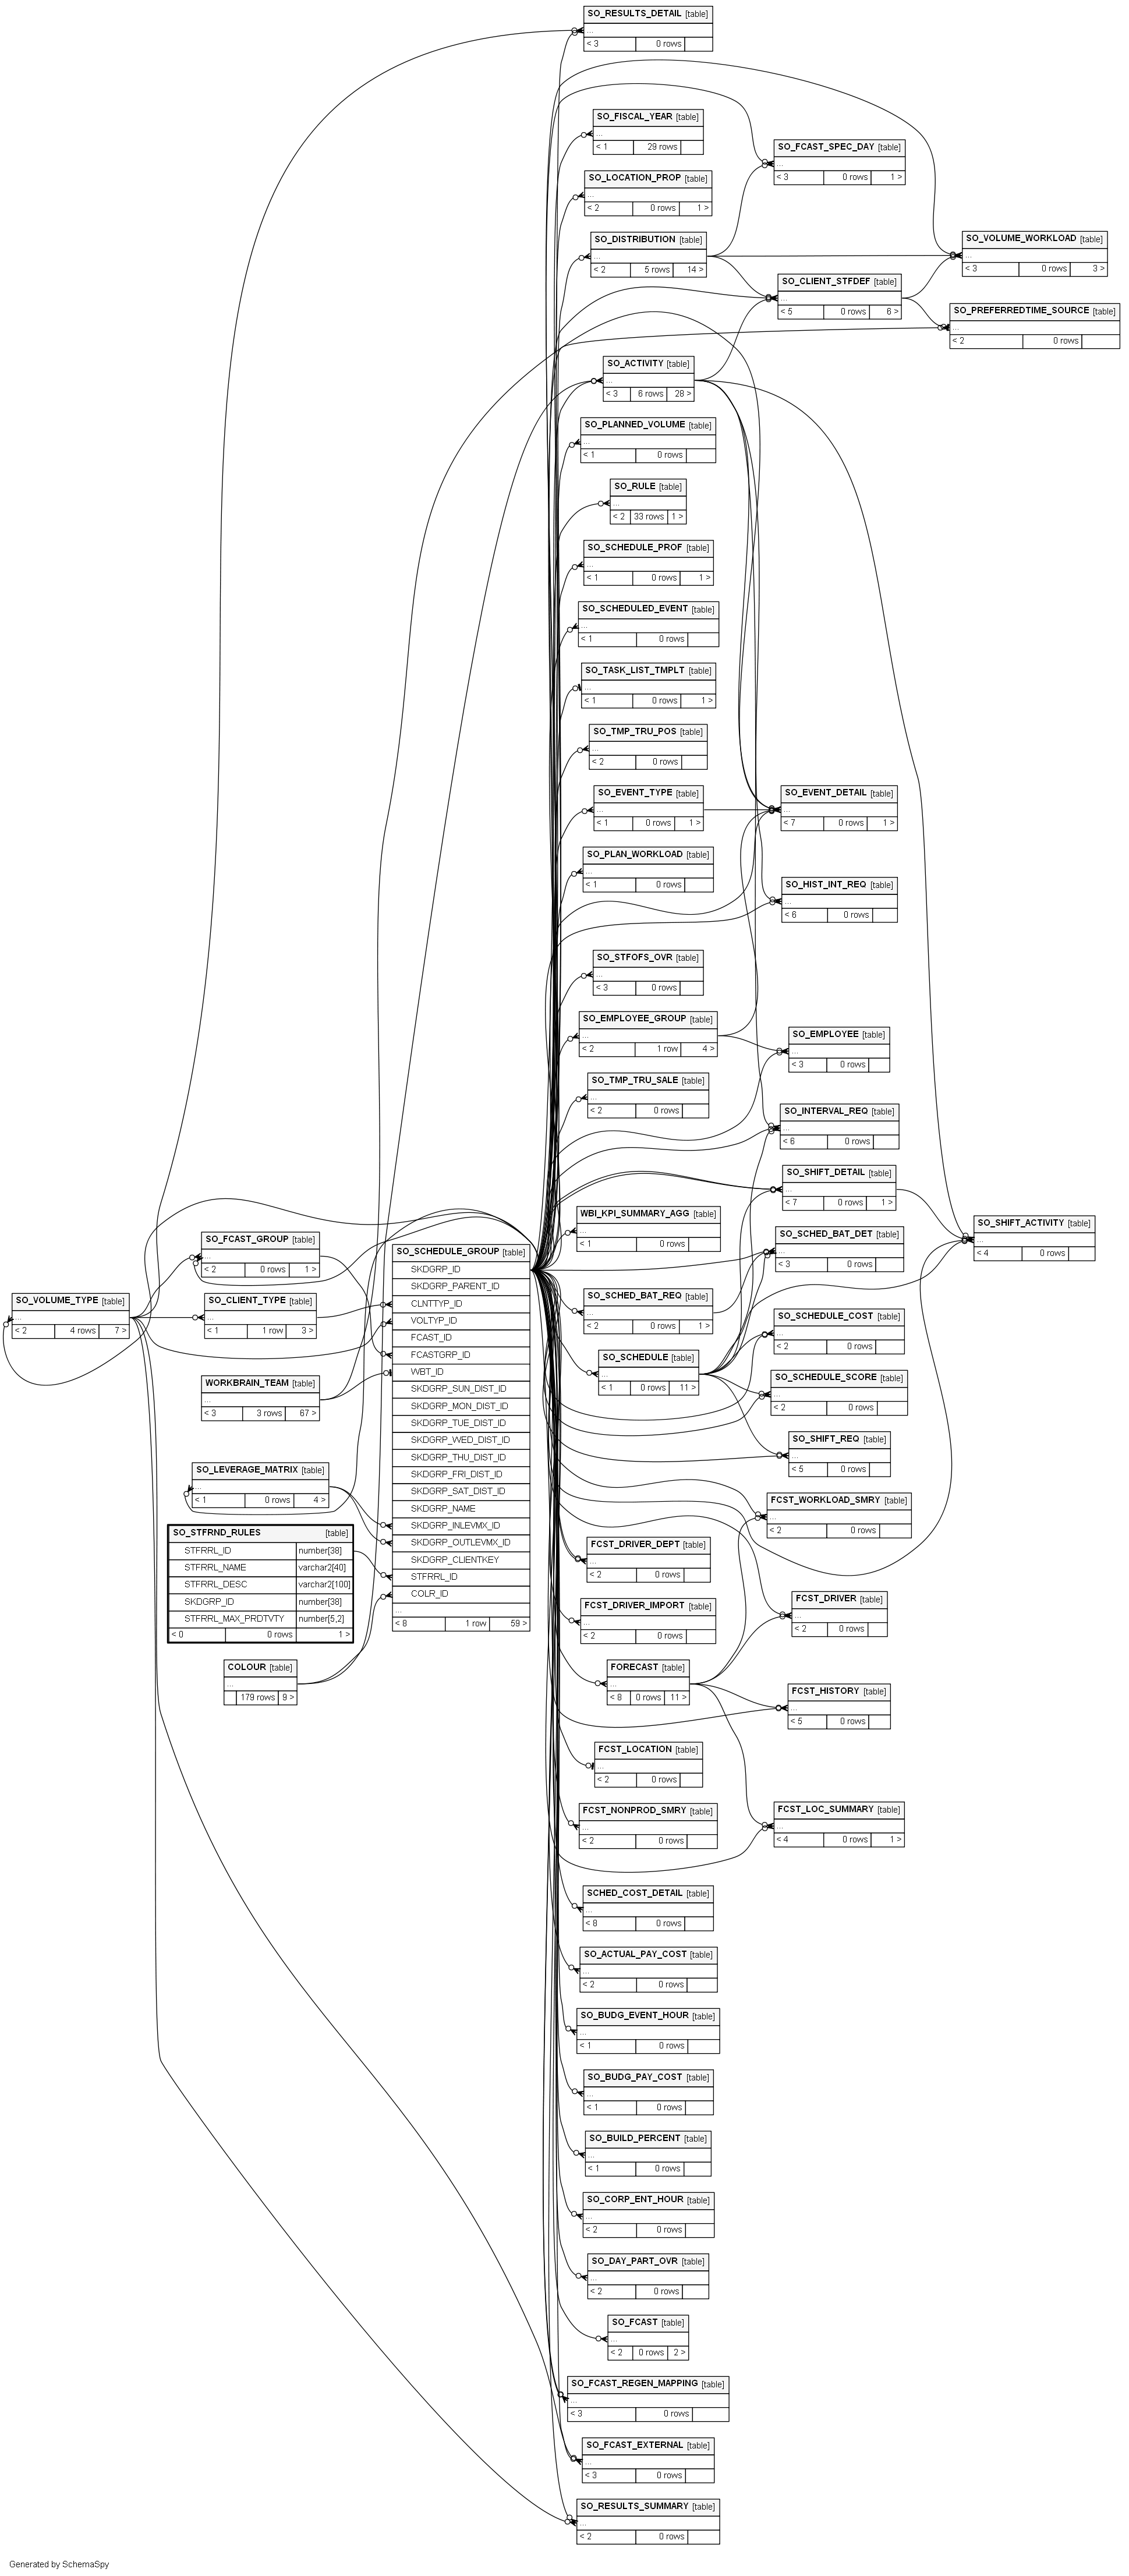 SO_RESULTS_DETAIL [table]
...
< 3 0 rows
SO_FISCAL_YEAR [table]
...
< 1 29 rows
SO_FCAST_SPEC_DAY [table]
...
< 3 0 rows 1 >
SO_LOCATION_PROP [table]
...
< 2 0 rows 1 >
SO_DISTRIBUTION [table]
...
< 2 5 rows 14 >
SO_VOLUME_WORKLOAD [table]
...
< 3 0 rows 3 >
SO_CLIENT_STFDEF [table]
...
< 5 0 rows 6 >
SO_PREFERREDTIME_SOURCE [table]
...
< 2 0 rows
SO_ACTIVITY [table]
...
< 3 6 rows 28 >
SO_PLANNED_VOLUME [table]
...
< 1 0 rows
SO_RULE [table]
...
< 2 33 rows 1 >
SO_SCHEDULE_PROF [table]
...
< 1 0 rows 1 >
SO_SCHEDULED_EVENT [table]
...
< 1 0 rows
SO_TASK_LIST_TMPLT [table]
...
< 1 0 rows 1 >
SO_TMP_TRU_POS [table]
...
< 2 0 rows
SO_EVENT_TYPE [table]
...
< 1 0 rows 1 >
SO_EVENT_DETAIL [table]
...
< 7 0 rows 1 >
SO_PLAN_WORKLOAD [table]
...
< 1 0 rows
SO_HIST_INT_REQ [table]
...
< 6 0 rows
SO_STFOFS_OVR [table]
...
< 3 0 rows
SO_EMPLOYEE_GROUP [table]
...
< 2 1 row 4 >
SO_EMPLOYEE [table]
...
< 3 0 rows
SO_TMP_TRU_SALE [table]
...
< 2 0 rows
SO_INTERVAL_REQ [table]
...
< 6 0 rows
SO_SHIFT_DETAIL [table]
...
< 7 0 rows 1 >
WBI_KPI_SUMMARY_AGG [table]
...
< 1 0 rows
SO_SHIFT_ACTIVITY [table]
...
< 4 0 rows
SO_SCHED_BAT_DET [table]
...
< 3 0 rows
SO_FCAST_GROUP [table]
...
< 2 0 rows 1 >
SO_VOLUME_TYPE [table]
...
< 2 4 rows 7 >
SO_CLIENT_TYPE [table]
...
< 1 1 row 3 >
WORKBRAIN_TEAM [table]
...
< 3 3 rows 67 >
SO_LEVERAGE_MATRIX [table]
...
< 1 0 rows 4 >
SO_STFRND_RULES [table]
STFRRL_ID number[38]
STFRRL_NAME varchar2[40]
STFRRL_DESC varchar2[100]
SKDGRP_ID number[38]
STFRRL_MAX_PRDTVTY number[5,2]
< 0 0 rows 1 >
COLOUR [table]
...
179 rows 9 >
SO_SCHEDULE_GROUP [table]
SKDGRP_ID
SKDGRP_PARENT_ID
CLNTTYP_ID
VOLTYP_ID
FCAST_ID
FCASTGRP_ID
WBT_ID
SKDGRP_SUN_DIST_ID
SKDGRP_MON_DIST_ID
SKDGRP_TUE_DIST_ID
SKDGRP_WED_DIST_ID
SKDGRP_THU_DIST_ID
SKDGRP_FRI_DIST_ID
SKDGRP_SAT_DIST_ID
SKDGRP_NAME
SKDGRP_INLEVMX_ID
SKDGRP_OUTLEVMX_ID
SKDGRP_CLIENTKEY
STFRRL_ID
COLR_ID
...
< 8 1 row 59 >
SO_SCHED_BAT_REQ [table]
...
< 2 0 rows 1 >
SO_SCHEDULE_COST [table]
...
< 2 0 rows
SO_SCHEDULE [table]
...
< 1 0 rows 11 >
SO_SCHEDULE_SCORE [table]
...
< 2 0 rows
SO_SHIFT_REQ [table]
...
< 5 0 rows
FCST_WORKLOAD_SMRY [table]
...
< 2 0 rows
FCST_DRIVER_DEPT [table]
...
< 2 0 rows
FCST_DRIVER [table]
...
< 2 0 rows
FCST_DRIVER_IMPORT [table]
...
< 2 0 rows
FORECAST [table]
...
< 8 0 rows 11 >
FCST_HISTORY [table]
...
< 5 0 rows
FCST_LOCATION [table]
...
< 2 0 rows
FCST_NONPROD_SMRY [table]
...
< 2 0 rows
FCST_LOC_SUMMARY [table]
...
< 4 0 rows 1 >
SCHED_COST_DETAIL [table]
...
< 8 0 rows
SO_ACTUAL_PAY_COST [table]
...
< 2 0 rows
SO_BUDG_EVENT_HOUR [table]
...
< 1 0 rows
SO_BUDG_PAY_COST [table]
...
< 1 0 rows
SO_BUILD_PERCENT [table]
...
< 1 0 rows
SO_CORP_ENT_HOUR [table]
...
< 2 0 rows
SO_DAY_PART_OVR [table]
...
< 2 0 rows
SO_FCAST [table]
...
< 2 0 rows 2 >
SO_FCAST_REGEN_MAPPING [table]
...
< 3 0 rows
SO_FCAST_EXTERNAL [table]
...
< 3 0 rows
SO_RESULTS_SUMMARY [table]
...
< 2 0 rows
Generated by SchemaSpy